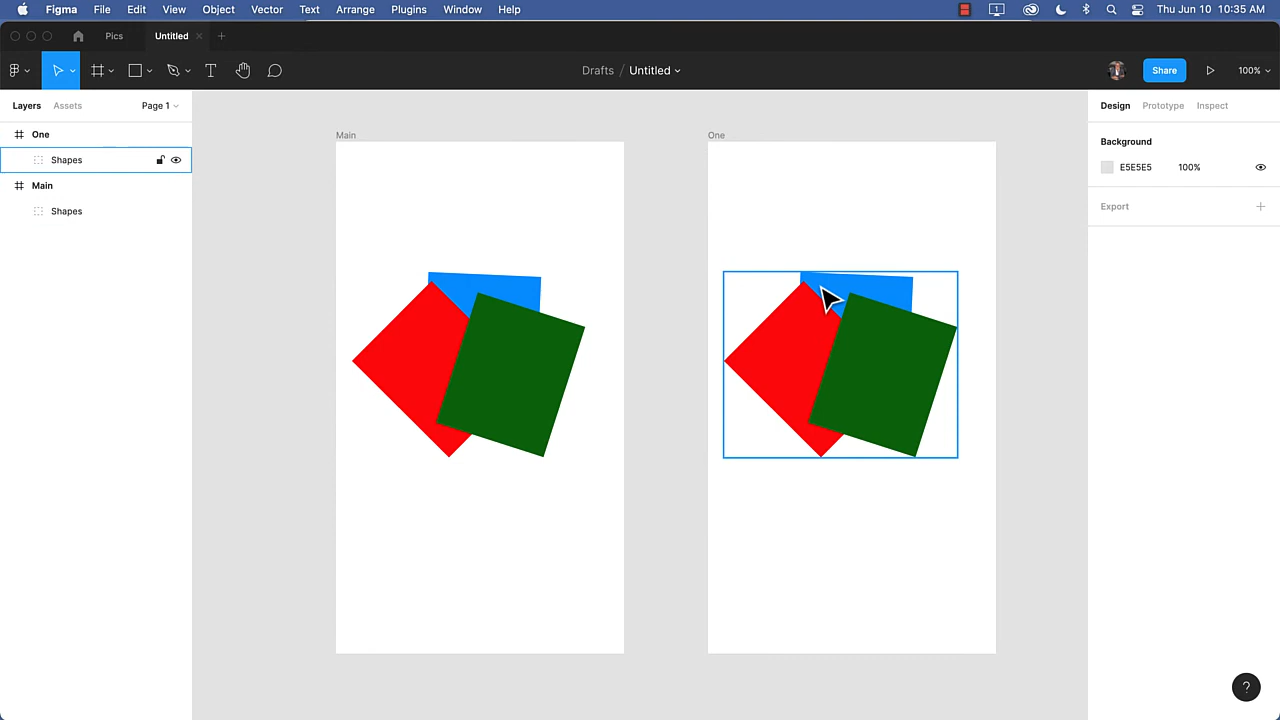 Figma File Edit View Object Vector Text Arrange Plugins Window Help Thu Jun 10 10:35 AM
Pics Untitled
Drafts / Untitled Share 100%
Layers Assets Page 1
One
Shapes
Main
Shapes
Main One
Design Prototype Inspect
Background
E5E5E5 100%
Export
?